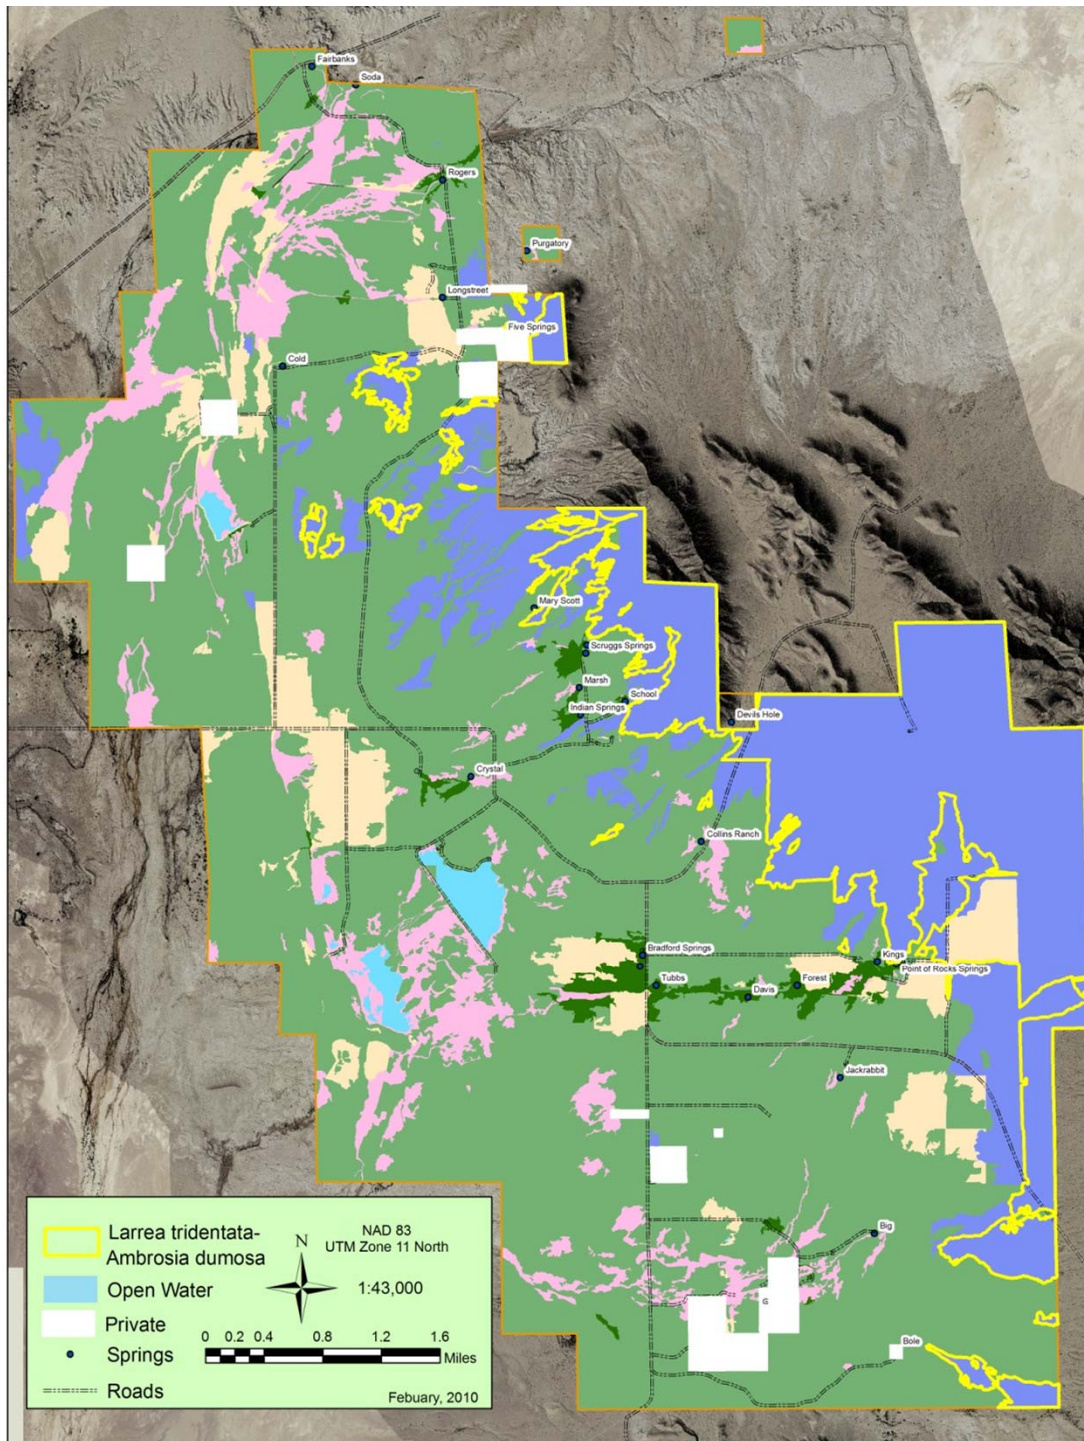 Fairbanks
Soda
Rogers
Purgatory
Longstreet
Five Springs
Cold
Mary Scott
Scruggs Springs
Marsh
School
Indian Springs
Devils Hole
Crystal
Collins Ranch
Bradford Springs
Kings
Point of Rocks Springs
Tubbs
Forest
Davis
Jackrabbit
Big
G
Bole
Larrea tridentata-
Ambrosia dumosa
Open Water
Private
Springs
Roads
NAD 83
UTM Zone 11 North
N
1:43,000
0 0.2 0.4 0.8 1.2 1.6
Miles
Febuary, 2010